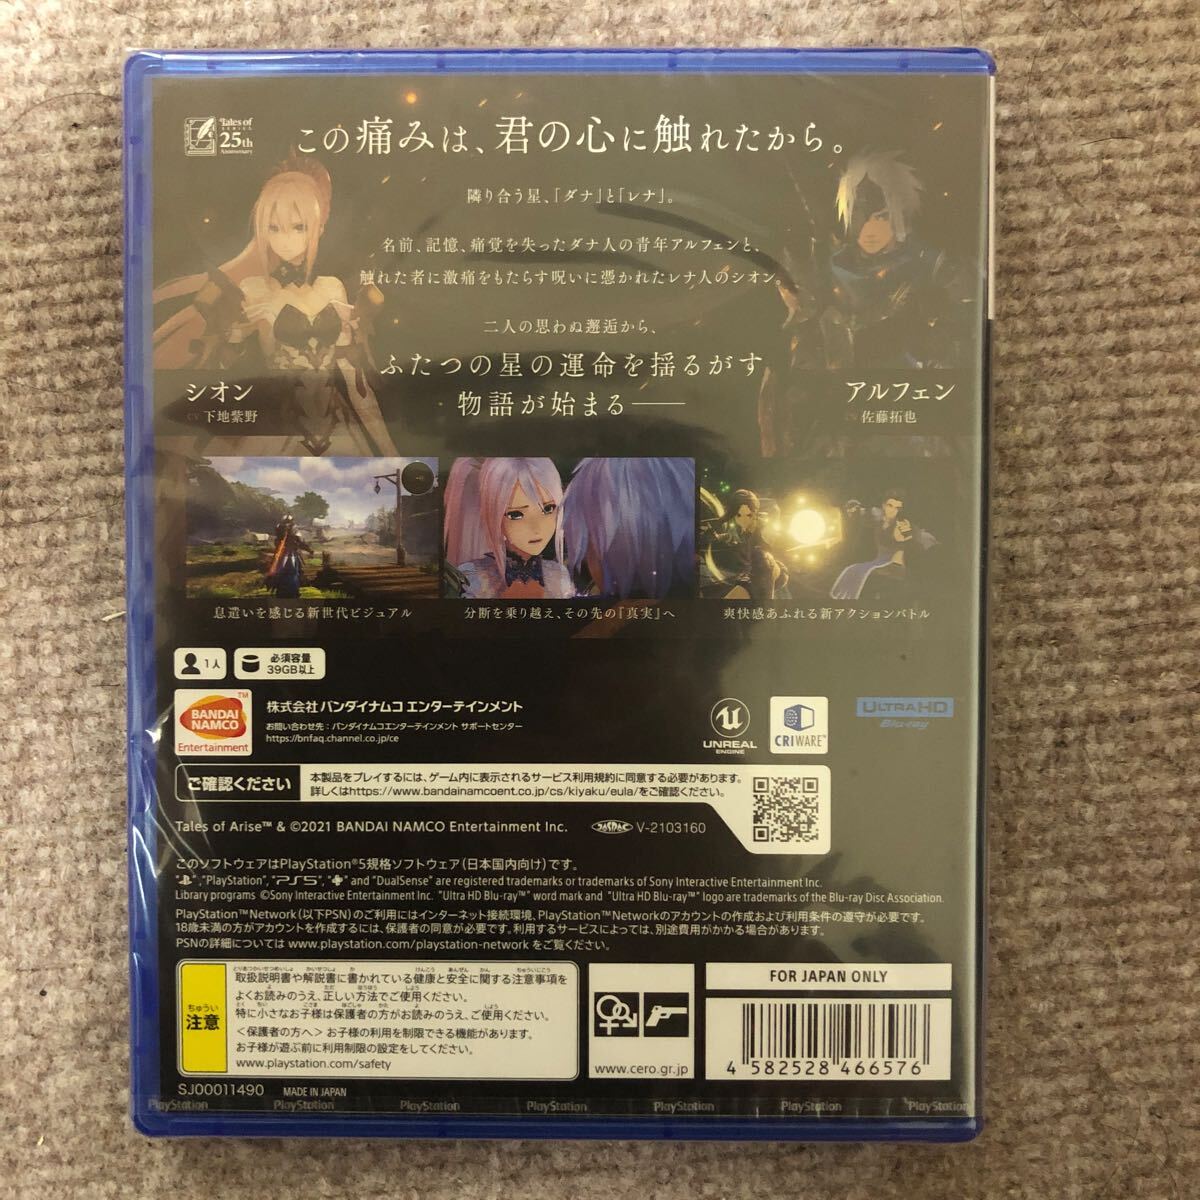 Tales of
SERIES
25th
Anniversary
この痛みは、君の心に触れたから。
隣り合う星、「ダナ」と「レナ」。
名前、記憶、痛覚を失ったダナ人の青年アルフェンと、
触れた者に激痛をもたらす呪いに憑かれたレナ人のシオン。
二人の思わぬ邂逅から、
ふたつの星の運命を揺るがす
物語が始まる――
シオン
CV 下地紫野
アルフェン
CV 佐藤拓也
息遣いを感じる新世代ビジュアル
分断を乗り越え、その先の『真実』へ
爽快感あふれる新アクションバトル
1人
必須容量
39GB以上
BANDAI
NAMCO
Entertainment
TM
株式会社 バンダイナムコ エンターテインメント
お問い合わせ先：バンダイナムコエンターテインメント サポートセンター
https://bnfaq.channel.co.jp/ce
UNREAL
ENGINE
CRIWARE™
ULTRA HD
Blu-ray
ご確認ください
本製品をプレイするには、ゲーム内に表示されるサービス利用規約に同意する必要があります。
詳しくはhttps://www.bandainamcoent.co.jp/cs/kiyaku/eula/をご確認ください。
Tales of Arise™ & ©2021 BANDAI NAMCO Entertainment Inc.
JASRAC V-2103160
このソフトウェアはPlayStation®5規格ソフトウェア(日本国内向け)です。
"PlayStation", "PS5", and "DualSense" are registered trademarks or trademarks of Sony Interactive Entertainment Inc.
Library programs ©Sony Interactive Entertainment Inc. "Ultra HD Blu-ray™" word mark and "Ultra HD Blu-ray™" logo are trademarks of the Blu-ray Disc Association.
PlayStation™Network(以下PSN)のご利用にはインターネット接続環境、PlayStation™Networkのアカウントの作成および利用条件の遵守が必要です。
18歳未満の方がアカウントを作成するには、保護者の同意が必要です。利用するサービスによっては、別途費用がかかる場合があります。
PSNの詳細については www.playstation.com/playstation-network をご覧ください。
ちゅうい
注意
取扱説明書や解説書に書かれている健康と安全に関する注意事項を
よくお読みのうえ、正しい方法でご使用ください。
特に小さなお子様は保護者の方がお読みのうえ、ご使用ください。
＜保護者の方へ＞お子様の利用を制限できる機能があります。
お子様が遊ぶ前に利用制限の設定をしてください。
www.playstation.com/safety
www.cero.gr.jp
FOR JAPAN ONLY
4 582528 466576
SJ00011490 MADE IN JAPAN
PlayStation PlayStation PlayStation PlayStation PlayStation PlayStation PlayStation